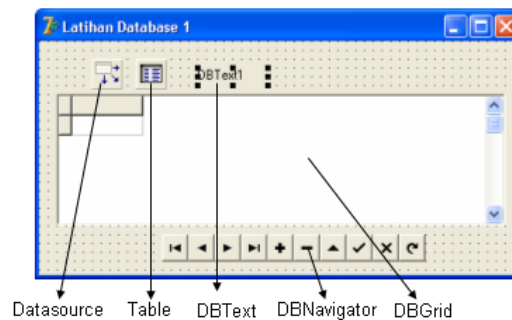 Latihan Database 1
DBText1
Datasource Table DBText DBNavigator DBGrid